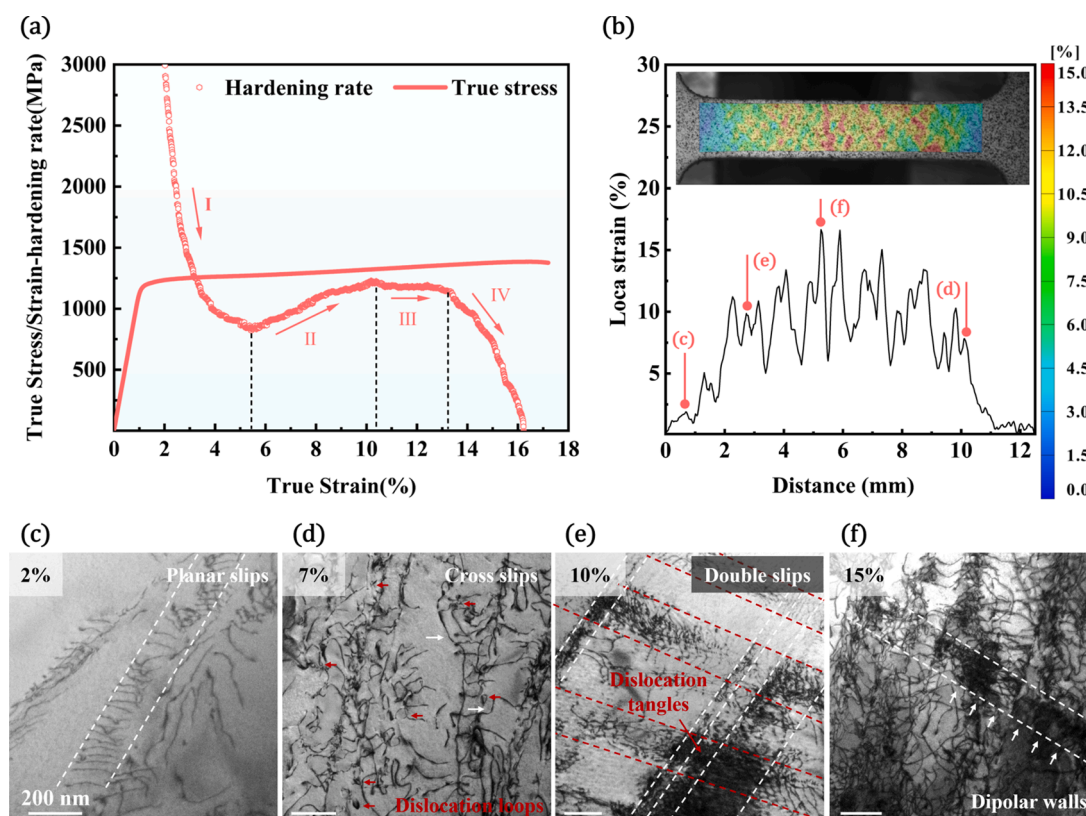 (a)
True Stress/Strain-hardening rate(MPa)
3000
2500
2000
1500
1000
500
0 2 4 6 8 10 12 14 16 18
True Strain(%)
Hardening rate
True stress
I
II
III
IV
(b)
Loca strain (%)
30
25
20
15
10
5
0 2 4 6 8 10 12
Distance (mm)
(c)
(e)
(f)
(d)
[%]
15.0
13.5
12.0
10.5
9.0
7.5
6.0
4.5
3.0
1.5
0.0
(c)
2%
Planar slips
200 nm
(d)
7%
Cross slips
Dislocation loops
(e)
10%
Double slips
Dislocation
tangles
(f)
15%
Dipolar walls